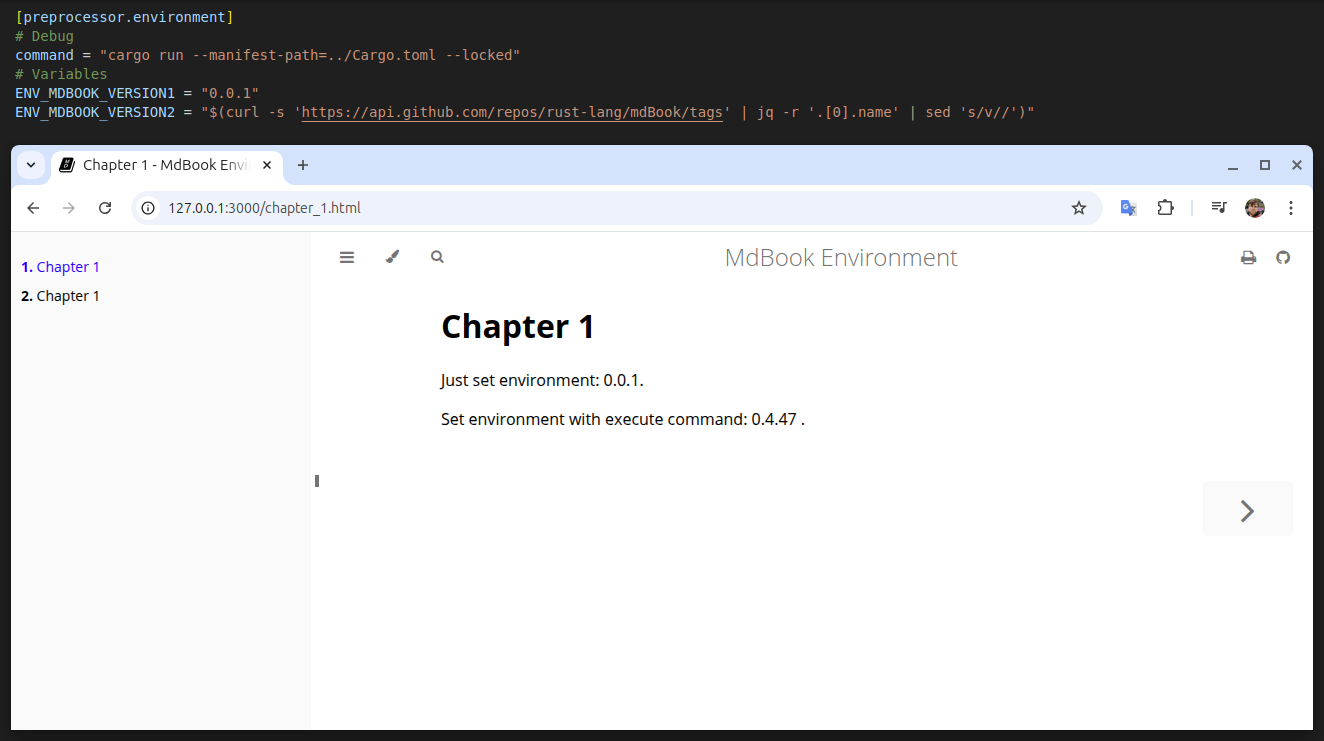 [preprocessor.environment]
# Debug
command = "cargo run --manifest-path=../Cargo.toml --locked"
# Variables
ENV_MDBOOK_VERSION1 = "0.0.1"
ENV_MDBOOK_VERSION2 = "$(curl -s 'https://api.github.com/repos/rust-lang/mdBook/tags' | jq -r '.[0].name' | sed 's/v//')"
Chapter 1 - MdBook Envi
127.0.0.1:3000/chapter_1.html
1. Chapter 1
2. Chapter 1
MdBook Environment
Chapter 1
Just set environment: 0.0.1.
Set environment with execute command: 0.4.47 .